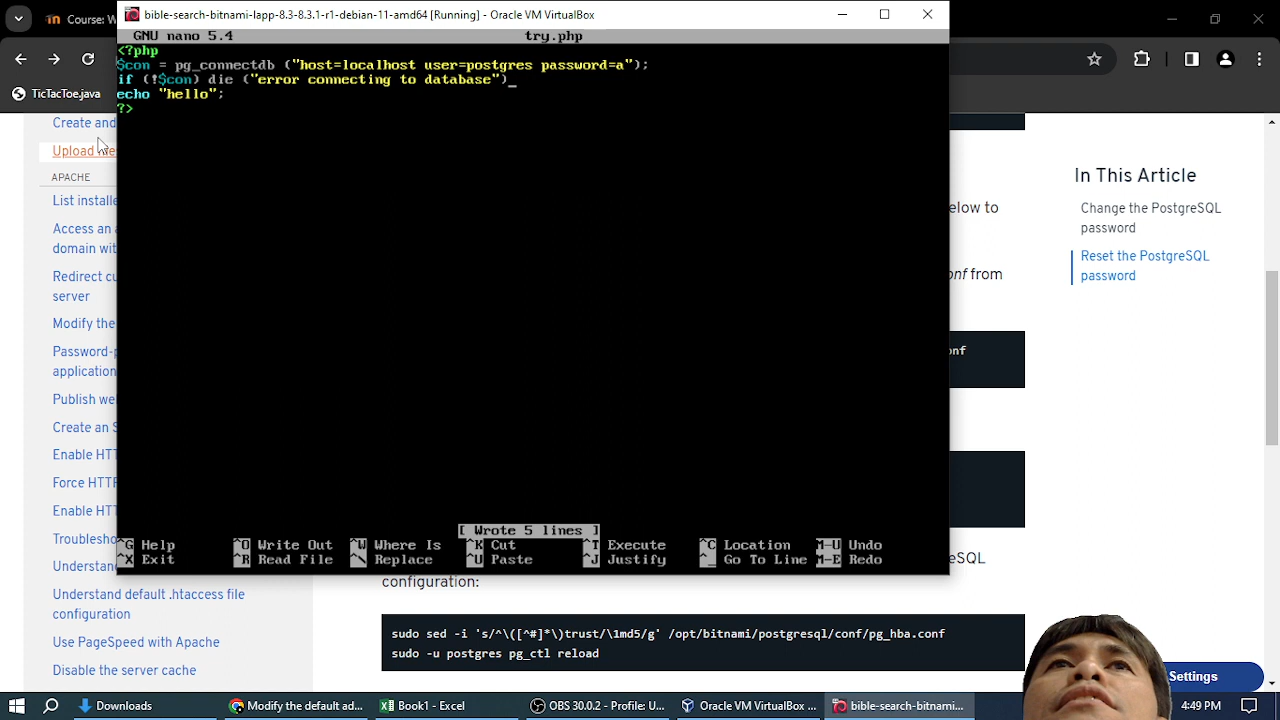 bible-search-bitnami-lapp-8.3-8.3.1-r1-debian-11-amd64 [Running] - Oracle VM VirtualBox
Course: W
TicTacToe.java
GNU nano 5.4 try.php
<?php
$con = pg_connectdb ("host=localhost user=postgres password=a");
if (!$con) die ("error connecting to database")_
echo "hello";
?>
[ Wrote 5 lines ]
^G Help ^O Write Out ^W Where Is ^K Cut ^T Execute ^C Location M-U Undo
^X Exit ^R Read File ^\ Replace ^U Paste ^J Justify ^_ Go To Line M-E Redo
Create and
Upload
APACHE
List installe
Access an a
domain wit
Redirect cu
server
Modify the
Password-p
application
Publish wel
Create an S
Enable HTT
Force HTTP
Enable HTT
Troublesho
Understand
Understand default .htaccess file
configuration
Use PageSpeed with Apache
Disable the server cache
elow to
onf from
onf
eSQL
configuration:
sudo sed -i 's/^\([^#]*\)trust/\1md5/g' /opt/bitnami/postgresql/conf/pg_hba.conf
sudo -u postgres pg_ctl reload
In This Article
Change the PostgreSQL
password
Reset the PostgreSQL
password
Settings
Downloads
Modify the default ad...
Book1 - Excel
OBS 30.0.2 - Profile: U...
Oracle VM VirtualBox ...
bible-search-bitnami-...
4:49 PM